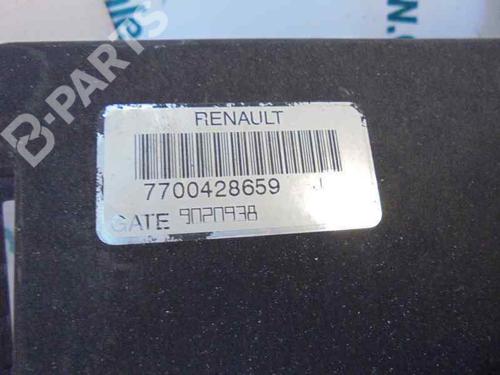 B-PARTS
RENAULT
7700428659 J
GATE 9020938